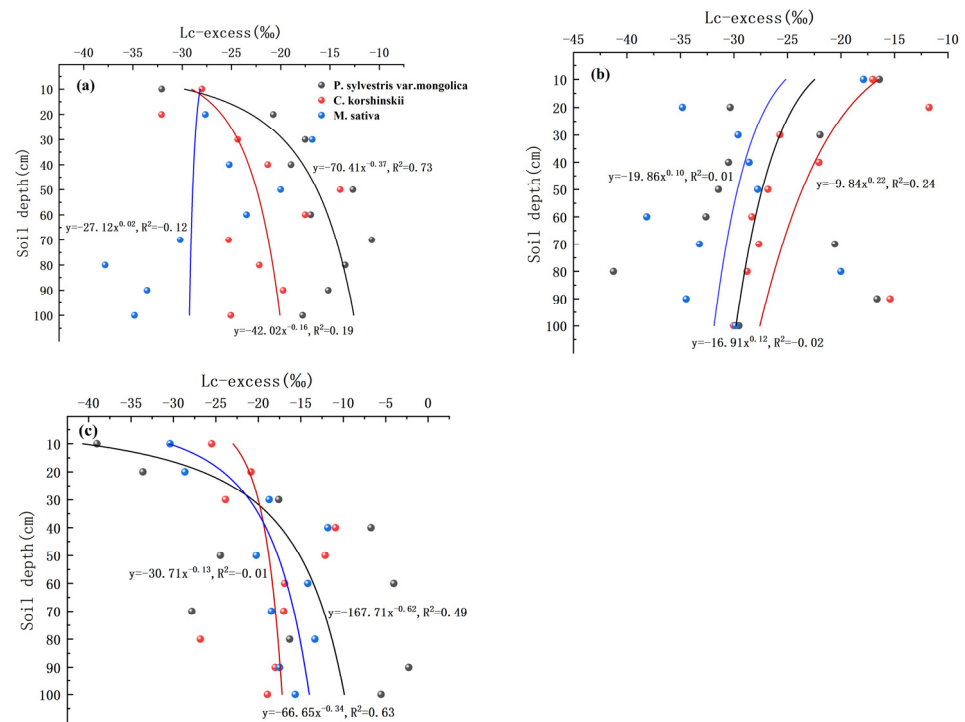 Lc-excess(‰)
-40 -35 -30 -25 -20 -15 -10
(a)
P. sylvestris var.mongolica
C. korshinskii
M. sativa
10
20
30
40
50
60
70
80
90
100
Soil depth(cm)
y=-70.41x^-0.37, R²=0.73
y=-27.12x^0.02, R²=-0.12
y=-42.02x^-0.16, R²=0.19
Lc-excess(‰)
-45 -40 -35 -30 -25 -20 -15 -10
(b)
10
20
30
40
50
60
70
80
90
100
Soil depth(cm)
y=-19.86x^0.10, R²=0.01
y=-9.84x^0.22, R²=0.24
y=-16.91x^0.12, R²=-0.02
Lc-excess(‰)
-40 -35 -30 -25 -20 -15 -10 -5 0
(c)
10
20
30
40
50
60
70
80
90
100
Soil depth(cm)
y=-30.71x^-0.13, R²=-0.01
y=-167.71x^-0.62, R²=0.49
y=-66.65x^-0.34, R²=0.63